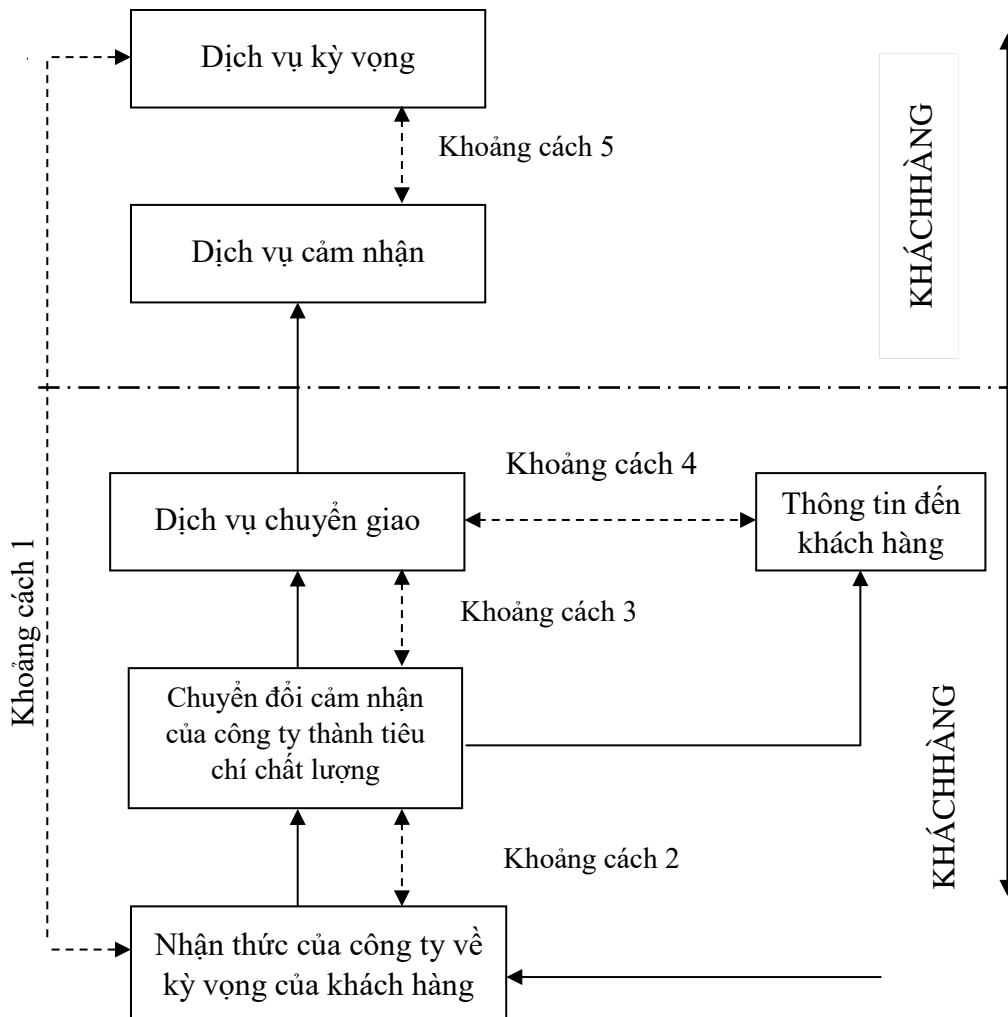 Dịch vụ kỳ vọng
Khoảng cách 5
Dịch vụ cảm nhận
KHÁCHHÀNG
Khoảng cách 4
Dịch vụ chuyển giao
Thông tin đến
khách hàng
Khoảng cách 1
Khoảng cách 3
Chuyển đổi cảm nhận
của công ty thành tiêu
chí chất lượng
KHÁCHHÀNG
Khoảng cách 2
Nhận thức của công ty về
kỳ vọng của khách hàng